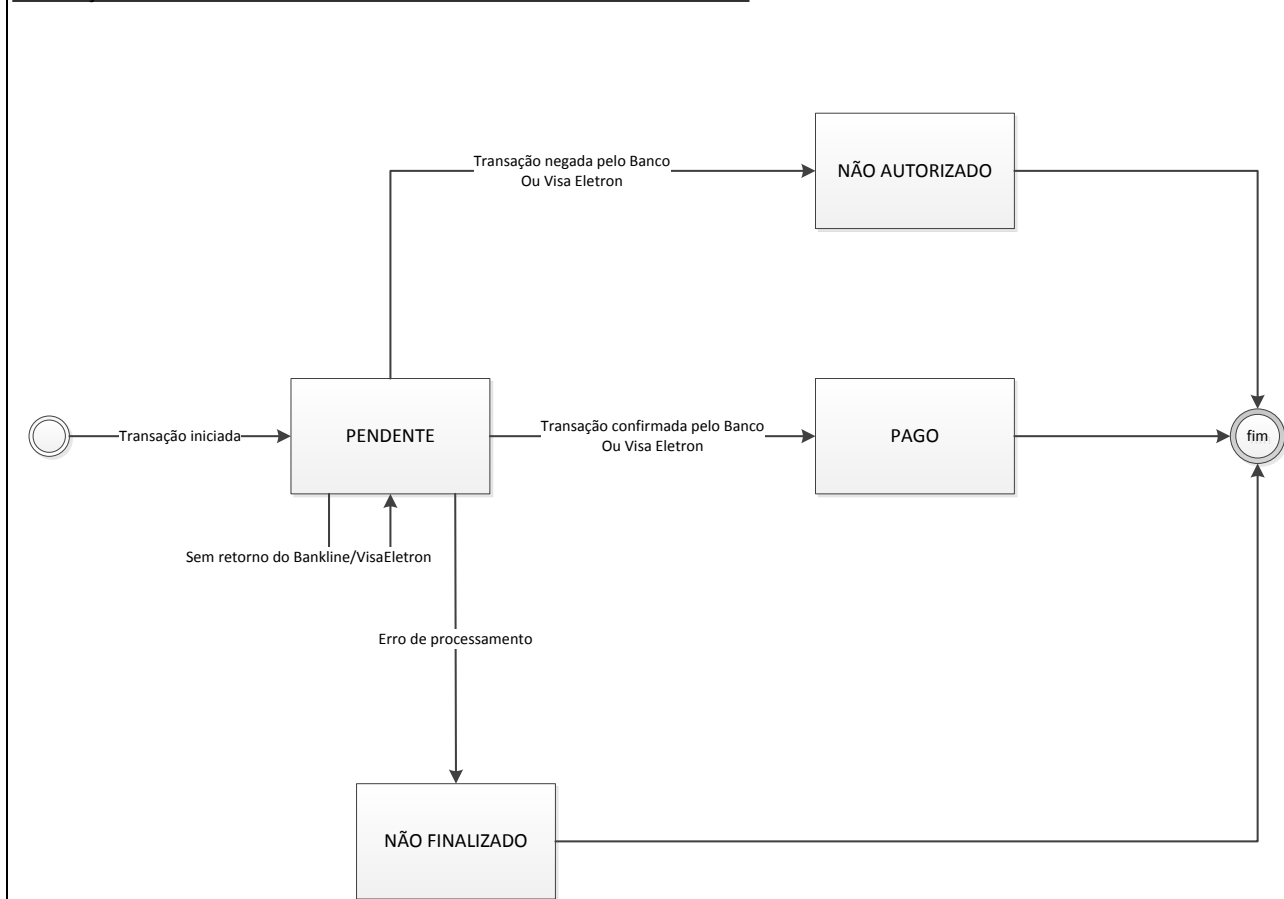 Transação negada pelo Banco
Ou Visa Eletron
NÃO AUTORIZADO
Transação iniciada
PENDENTE
Transação confirmada pelo Banco
Ou Visa Eletron
PAGO
fim
Sem retorno do Bankline/VisaEletron
Erro de processamento
NÃO FINALIZADO